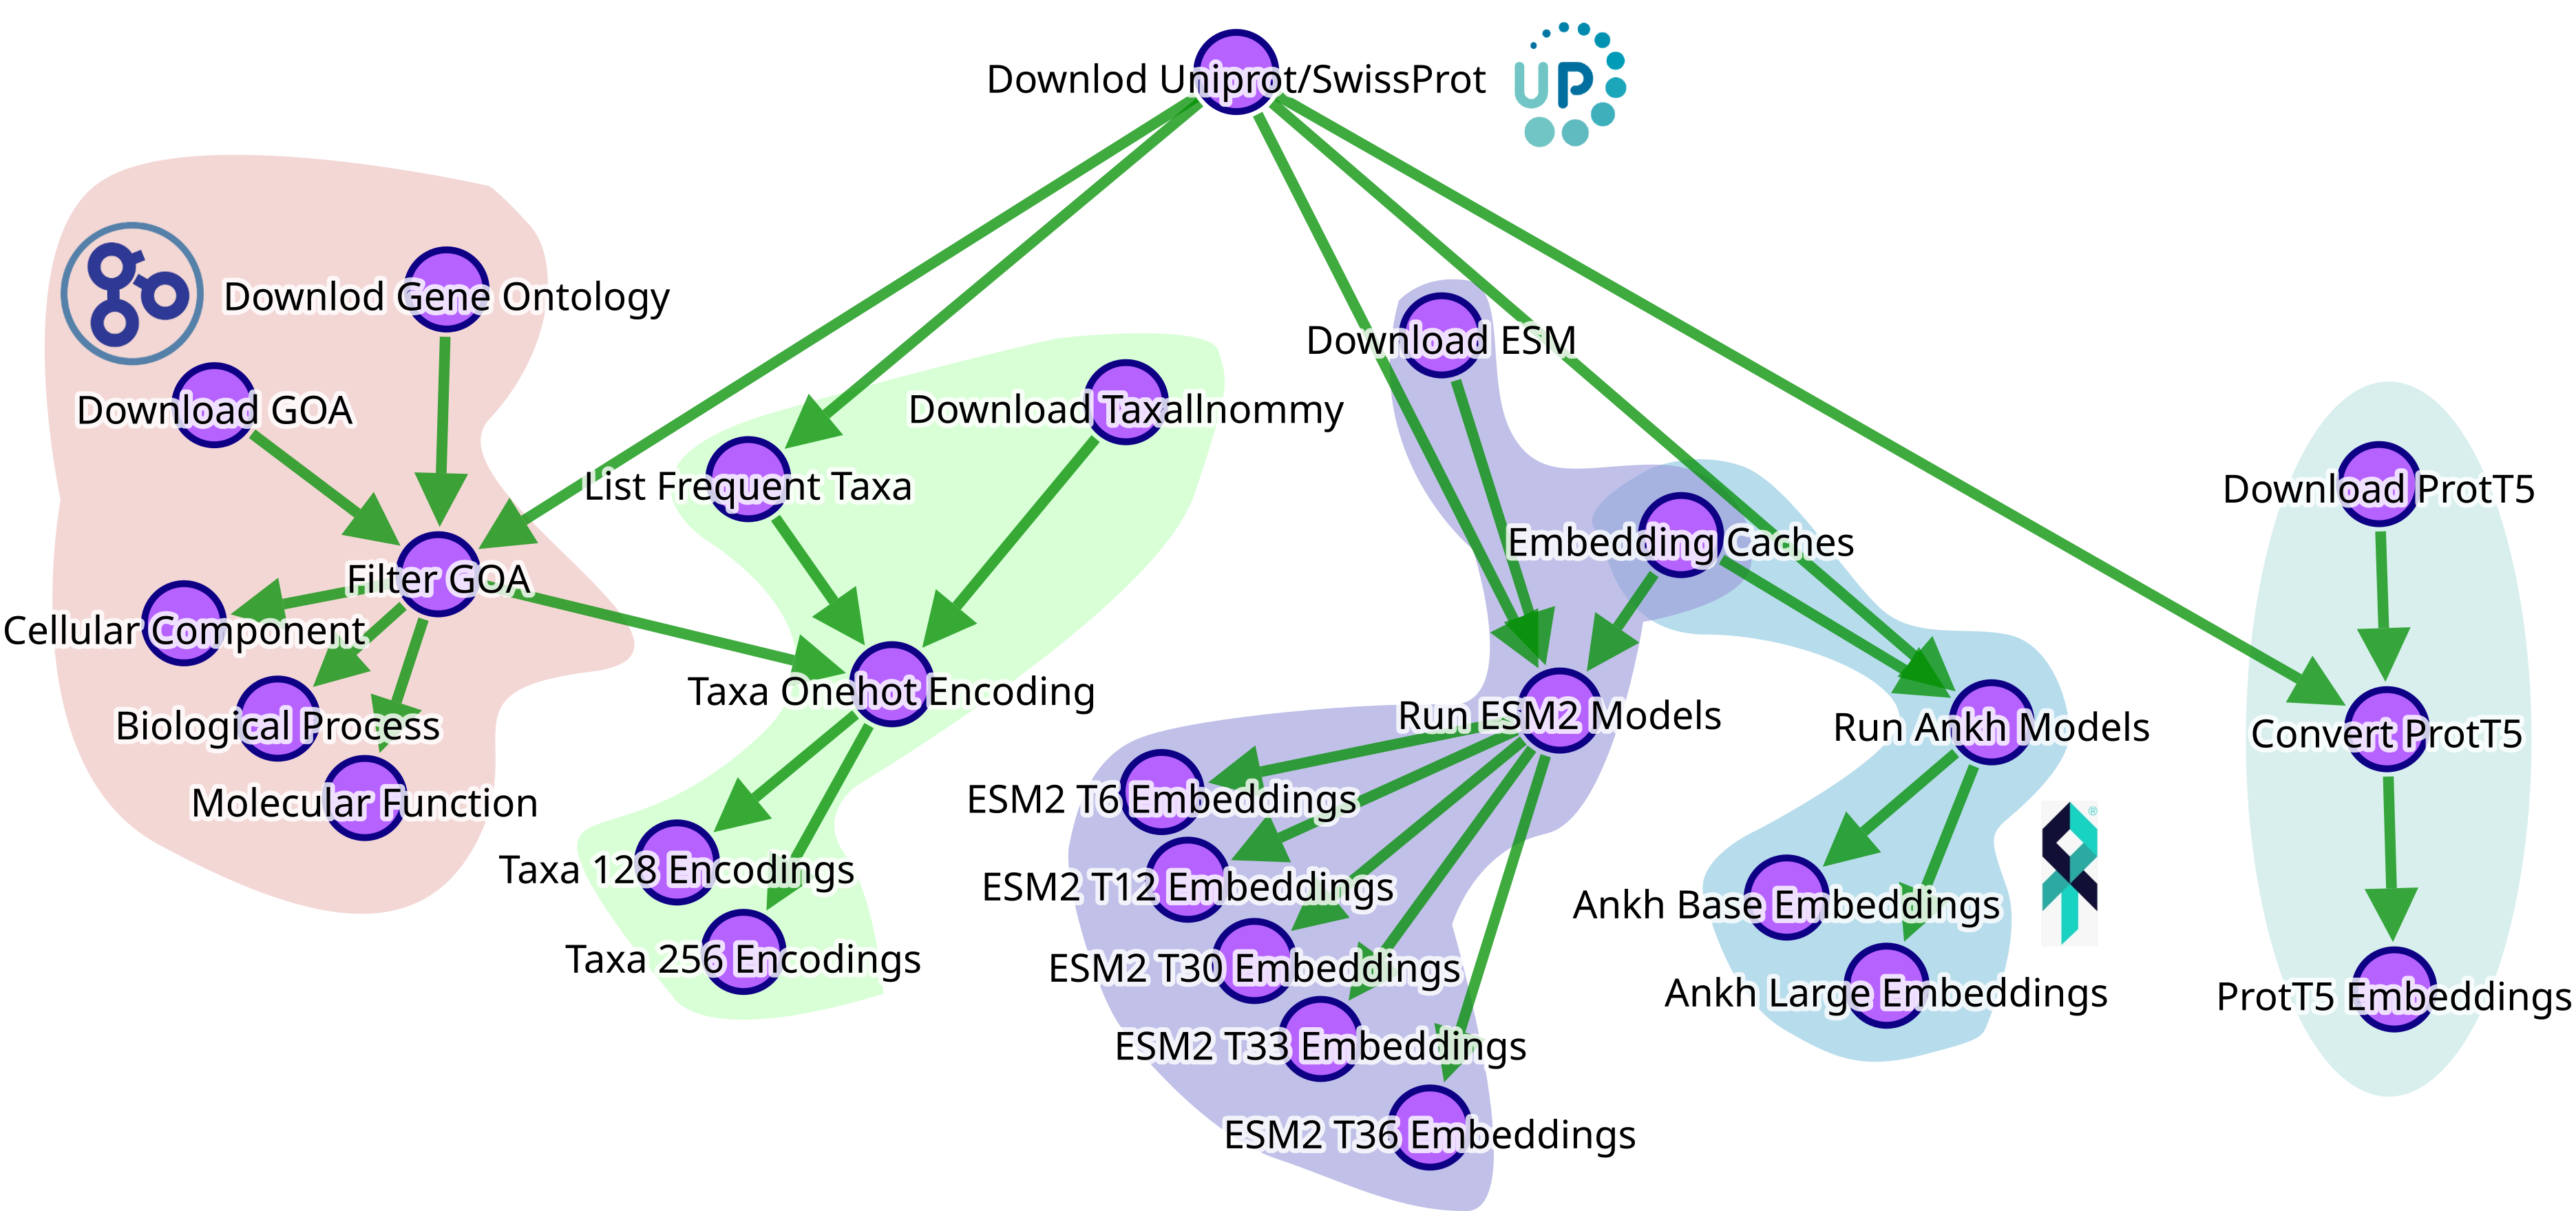 Downlod Uniprot/SwissProt
UP
Downlod Gene Ontology
Download GOA
Filter GOA
Cellular Component
Biological Process
Molecular Function
List Frequent Taxa
Download Taxallnommy
Taxa Onehot Encoding
Taxa 128 Encodings
Taxa 256 Encodings
Download ESM
Embedding Caches
Run ESM2 Models
ESM2 T6 Embeddings
ESM2 T12 Embeddings
ESM2 T30 Embeddings
ESM2 T33 Embeddings
ESM2 T36 Embeddings
Run Ankh Models
®
Ankh Base Embeddings
Ankh Large Embeddings
Download ProtT5
Convert ProtT5
ProtT5 Embeddings